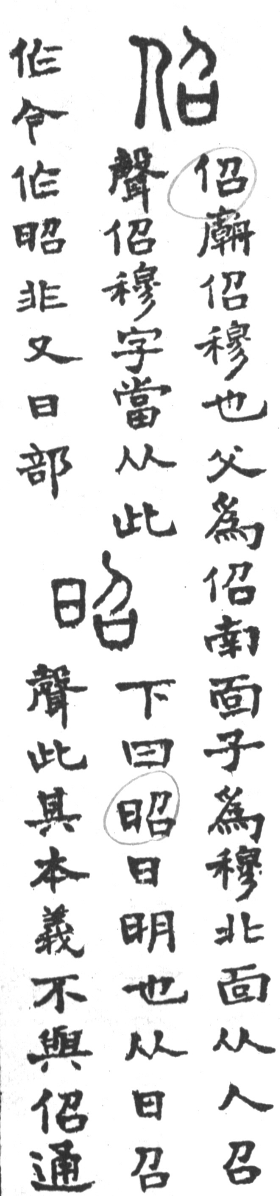 佋
佋廟佋穆也父爲佋南面子爲穆北面从人召
聲佋穆字當从此
作令作昭非又日部
昭
下曰昭日明也从日召
聲此其本義不與佋通